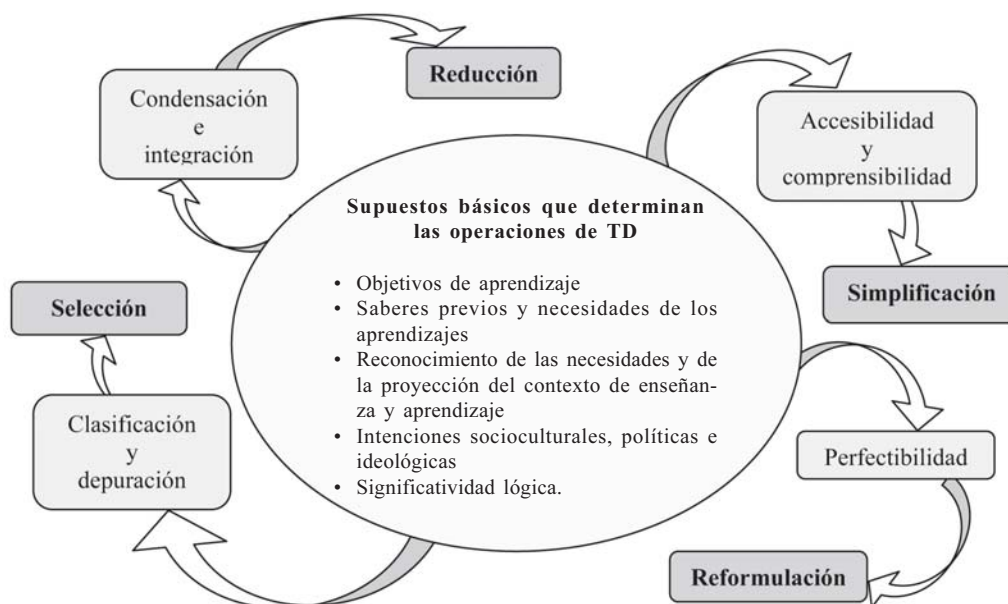 Condensación
e
integración
Reducción
Accesibilidad
y
comprensibilidad
Simplificación
Supuestos básicos que determinan
las operaciones de TD
• Objetivos de aprendizaje
• Saberes previos y necesidades de los
aprendizajes
• Reconocimiento de las necesidades y de
la proyección del contexto de enseñan-
za y aprendizaje
• Intenciones socioculturales, políticas e
ideológicas
• Significatividad lógica.
Selección
Clasificación
y
depuración
Perfectibilidad
Reformulación